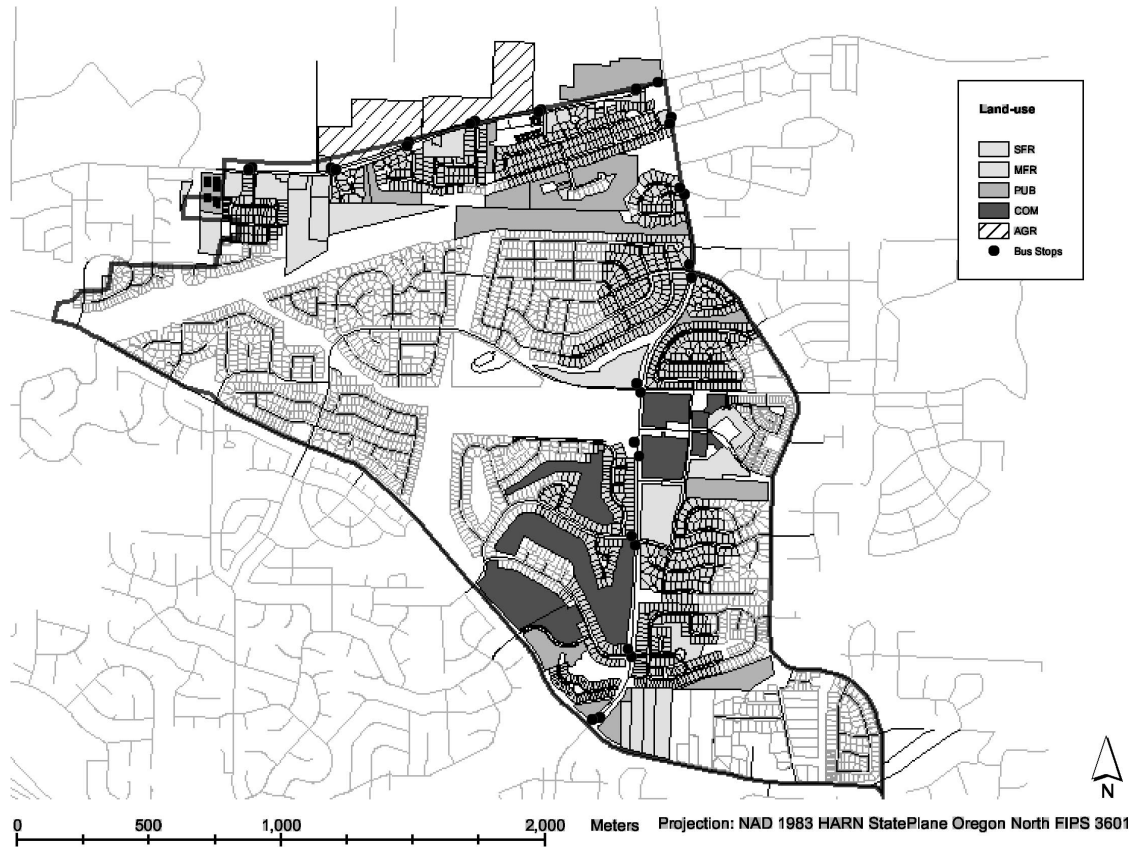 Land-use
SFR
MFR
PUB
COM
AGR
Bus Stops
N
0 500 1,000 2,000 Meters Projection: NAD 1983 HARN StatePlane Oregon North FIPS 3601